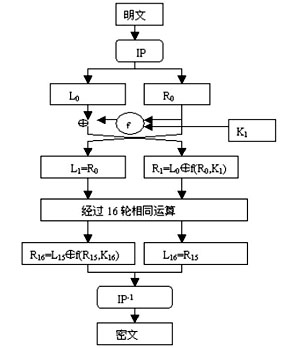 明文
IP
L₀
R₀
⊕
f
K₁
L₁=R₀
R₁=L₀⊕f(R₀,K₁)
经过 16 轮相同运算
R₁₆=L₁₅⊕f(R₁₅,K₁₆)
L₁₆=R₁₅
IP⁻¹
密文